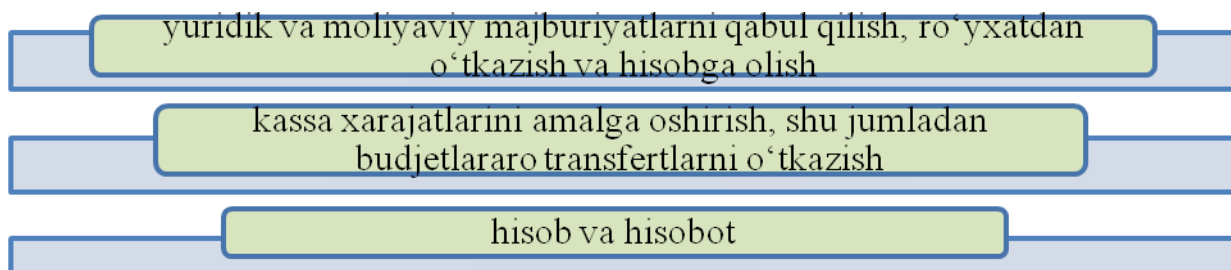 yuridik va moliyaviy majburiyatlarni qabul qilish, ro‘yxatdan
o‘tkazish va hisobga olish
kassa xarajatlarini amalga oshirish, shu jumladan
budjetlararo transfertlarni o‘tkazish
hisob va hisobot